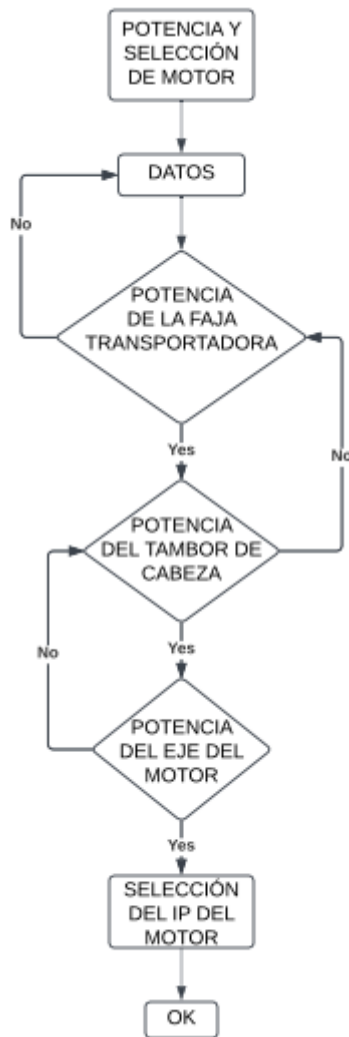 POTENCIA Y
SELECCIÓN
DE MOTOR
DATOS
No
POTENCIA
DE LA FAJA
TRANSPORTADORA
Yes
No
POTENCIA
DEL TAMBOR DE
CABEZA
Yes
No
POTENCIA
DEL EJE DEL
MOTOR
Yes
SELECCIÓN
DEL IP DEL
MOTOR
OK